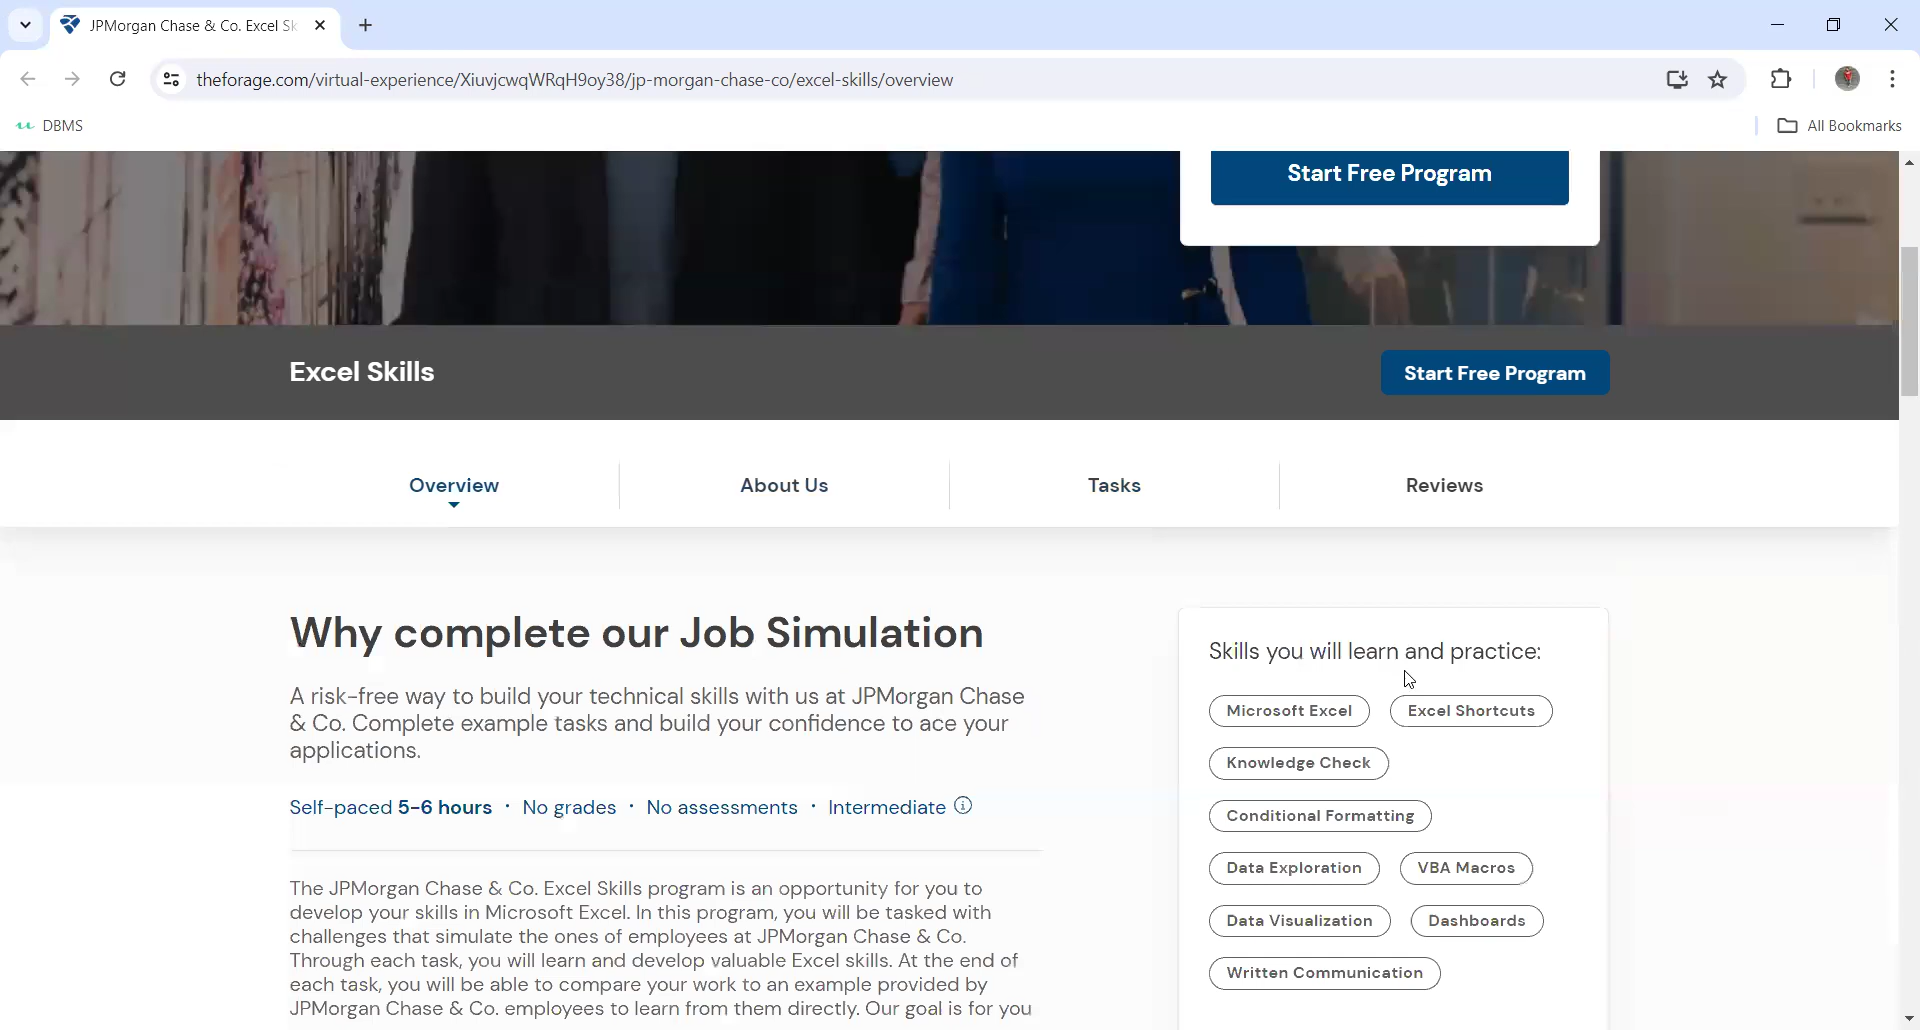 JPMorgan Chase & Co. Excel Sk
theforage.com/virtual-experience/XiuvjcwqWRqH9oy38/jp-morgan-chase-co/excel-skills/overview
DBMS
All Bookmarks
Start Free Program
Excel Skills
Start Free Program
Overview
About Us
Tasks
Reviews
Why complete our Job Simulation
A risk-free way to build your technical skills with us at JPMorgan Chase
& Co. Complete example tasks and build your confidence to ace your
applications.
Self-paced 5-6 hours · No grades · No assessments · Intermediate
The JPMorgan Chase & Co. Excel Skills program is an opportunity for you to
develop your skills in Microsoft Excel. In this program, you will be tasked with
challenges that simulate the ones of employees at JPMorgan Chase & Co.
Through each task, you will learn and develop valuable Excel skills. At the end of
each task, you will be able to compare your work to an example provided by
JPMorgan Chase & Co. employees to learn from them directly. Our goal is for you
Skills you will learn and practice:
Microsoft Excel
Excel Shortcuts
Knowledge Check
Conditional Formatting
Data Exploration
VBA Macros
Data Visualization
Dashboards
Written Communication